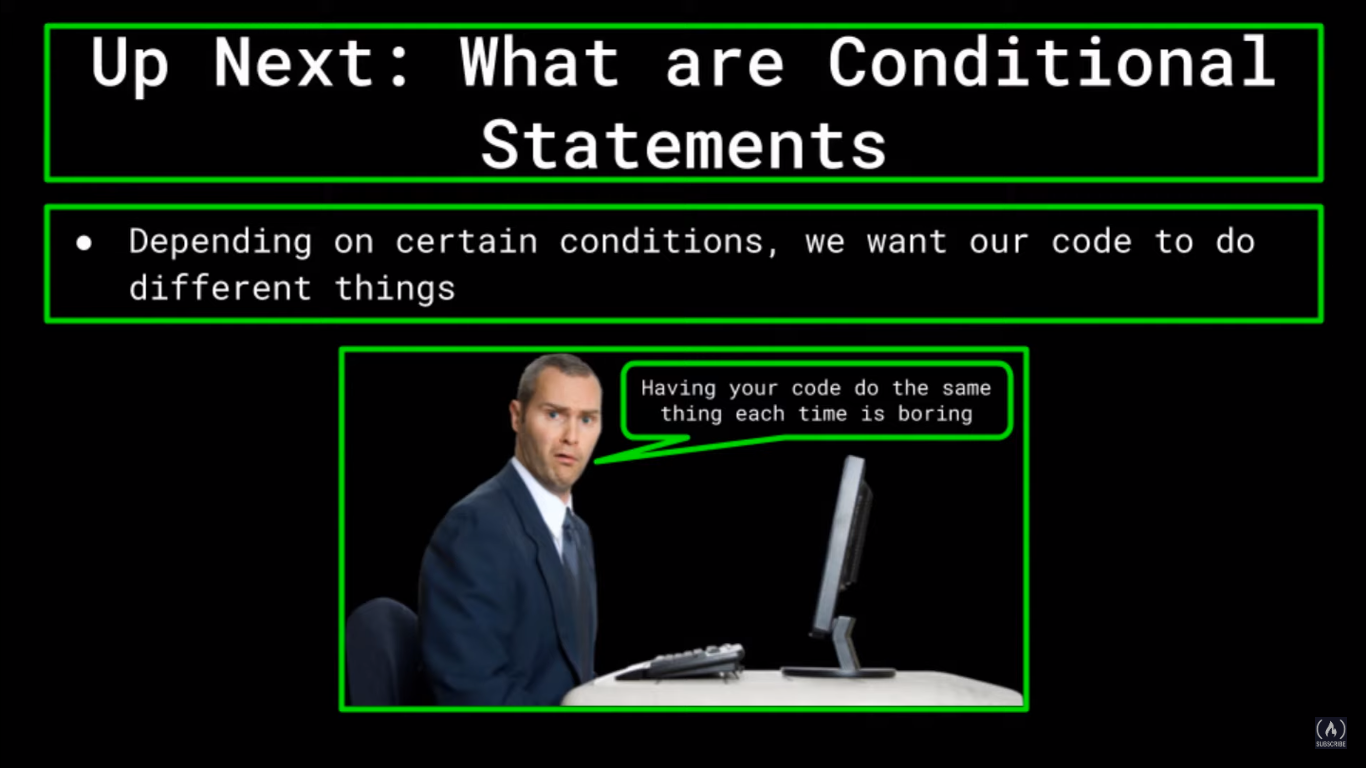 Up Next: What are Conditional
Statements
● Depending on certain conditions, we want our code to do
different things
Having your code do the same
thing each time is boring
SUBSCRIBE